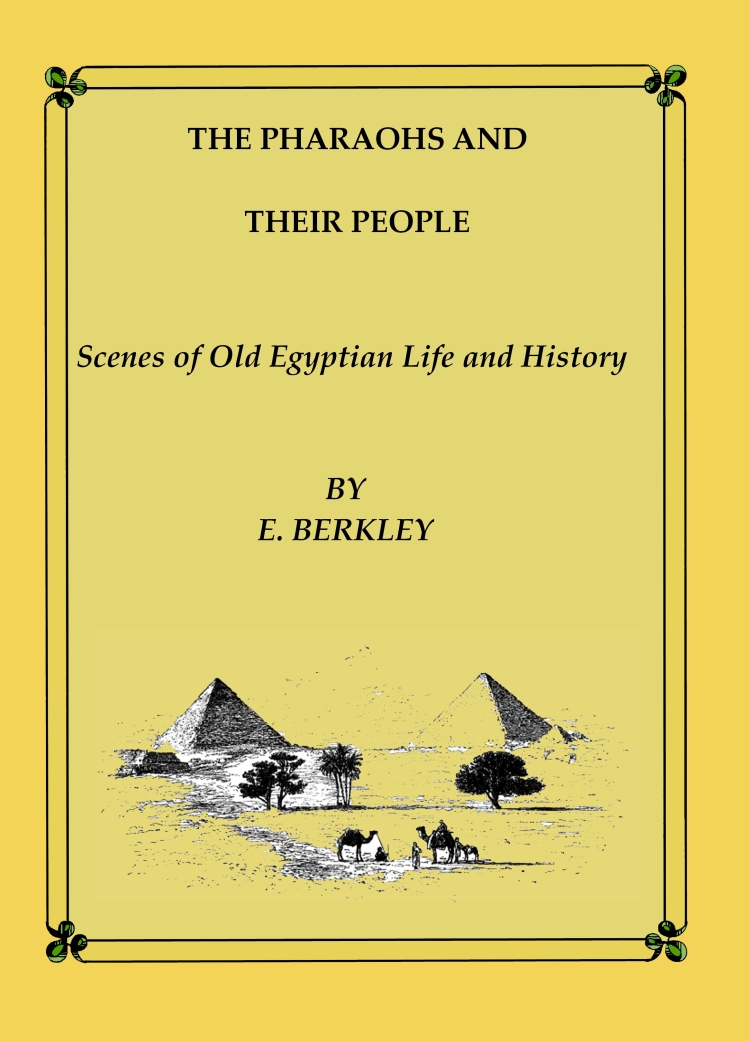 THE PHARAOHS AND
THEIR PEOPLE
Scenes of Old Egyptian Life and History
BY
E. BERKLEY